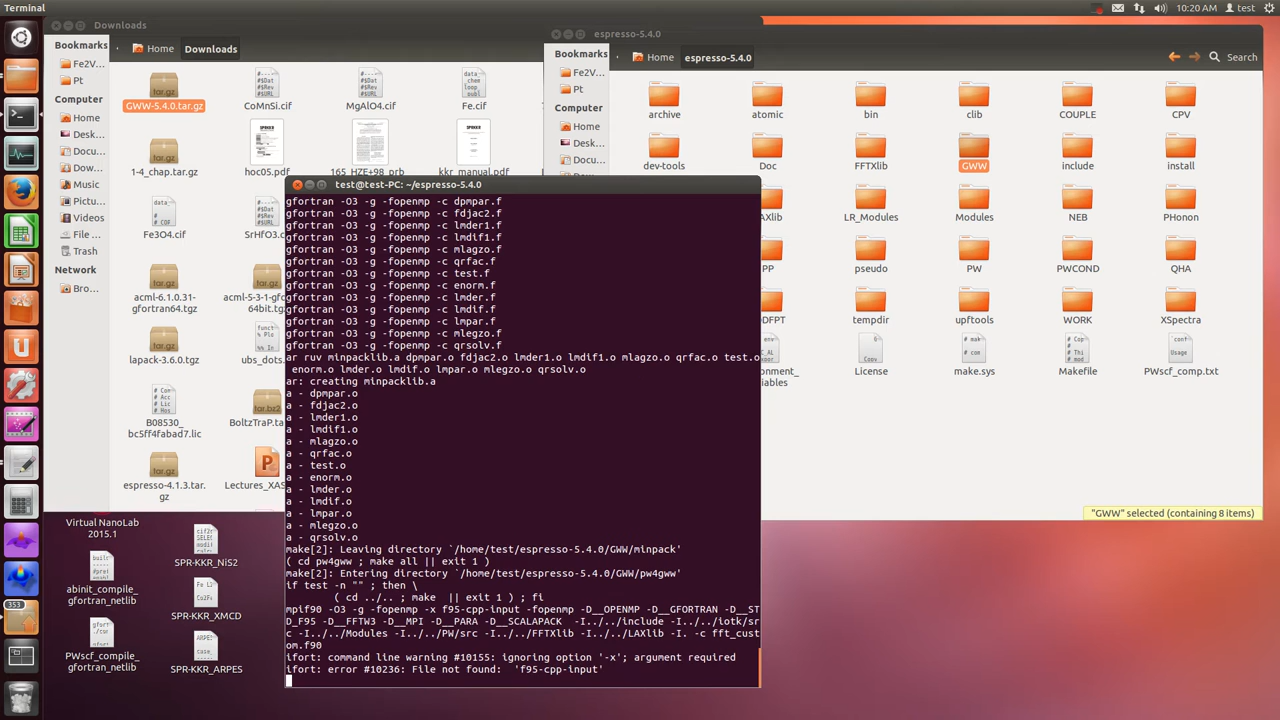 Terminal
10:20 AM
test
Downloads
Bookmarks
Home
Downloads
Fe2V...
Pt
Computer
Home
Desk...
Docu...
Dow...
Music
Pictu...
Videos
File ...
Trash
Network
Bro...
GWW-5.4.0.tar.gz
CoMnSi.cif
MgAlO4.cif
Fe.cif
1-4_chap.tar.gz
hoc05.pdf
165_HZE+98_prb
kkr_manual.pdf
Fe3O4.cif
SrHfO3.
acml-6.1.0.31-
gfortran64.tgz
acml-5-3-1-gfo
64bit.tg
lapack-3.6.0.tgz
ubs_dots.
B08530_
bc5ff4fabad7.lic
BoltzTraP.ta
espresso-4.1.3.tar.
gz
Lectures_XAS
espresso-5.4.0
Bookmarks
Home
espresso-5.4.0
Search
Fe2V...
Pt
Computer
Home
Desk...
Docu...
archive
atomic
bin
clib
COUPLE
CPV
dev-tools
Doc
FFTXlib
GWW
include
install
AXlib
LR_Modules
Modules
NEB
PHonon
PP
pseudo
PW
PWCOND
QHA
DDFPT
tempdir
upftools
WORK
XSpectra
License
make.sys
Makefile
PWscf_comp.txt
"GWW" selected (containing 8 items)
test@test-PC: ~/espresso-5.4.0
gfortran -O3 -g -fopenmp -c dpmpar.f
gfortran -O3 -g -fopenmp -c fdjac2.f
gfortran -O3 -g -fopenmp -c lmder1.f
gfortran -O3 -g -fopenmp -c lmdif1.f
gfortran -O3 -g -fopenmp -c mlagzo.f
gfortran -O3 -g -fopenmp -c qrfac.f
gfortran -O3 -g -fopenmp -c test.f
gfortran -O3 -g -fopenmp -c enorm.f
gfortran -O3 -g -fopenmp -c lmder.f
gfortran -O3 -g -fopenmp -c lmdif.f
gfortran -O3 -g -fopenmp -c lmpar.f
gfortran -O3 -g -fopenmp -c mlegzo.f
gfortran -O3 -g -fopenmp -c qrsolv.f
ar ruv minpacklib.a dpmpar.o fdjac2.o lmder1.o lmdif1.o mlagzo.o qrfac.o test.o
enorm.o lmder.o lmdif.o lmpar.o mlegzo.o qrsolv.o
ar: creating minpacklib.a
a - dpmpar.o
a - fdjac2.o
a - lmder1.o
a - lmdif1.o
a - mlagzo.o
a - qrfac.o
a - test.o
a - enorm.o
a - lmder.o
a - lmdif.o
a - lmpar.o
a - mlegzo.o
a - qrsolv.o
make[2]: Leaving directory `/home/test/espresso-5.4.0/GWW/minpack'
( cd pw4gww ; make all || exit 1 )
make[2]: Entering directory `/home/test/espresso-5.4.0/GWW/pw4gww'
if test -n "" ; then \
( cd ../.. ; make  || exit 1 ) ; fi
mpif90 -O3 -g -fopenmp -x f95-cpp-input -fopenmp -D__OPENMP -D__GFORTRAN -D__ST
D_F95 -D__FFTW3 -D__MPI -D__PARA -D__SCALAPACK  -I../../include -I../../iotk/sr
c -I../../Modules -I../../PW/src -I../../FFTXlib -I../../LAXlib -I. -c fft_cust
om.f90
ifort: command line warning #10155: ignoring option '-x'; argument required
ifort: error #10236: File not found:  'f95-cpp-input'
Virtual NanoLab
2015.1
SPR-KKR_NiS2
abinit_compile_
gfortran_netlib
SPR-KKR_XMCD
PWscf_compile_
gfortran_netlib
SPR-KKR_ARPES
353